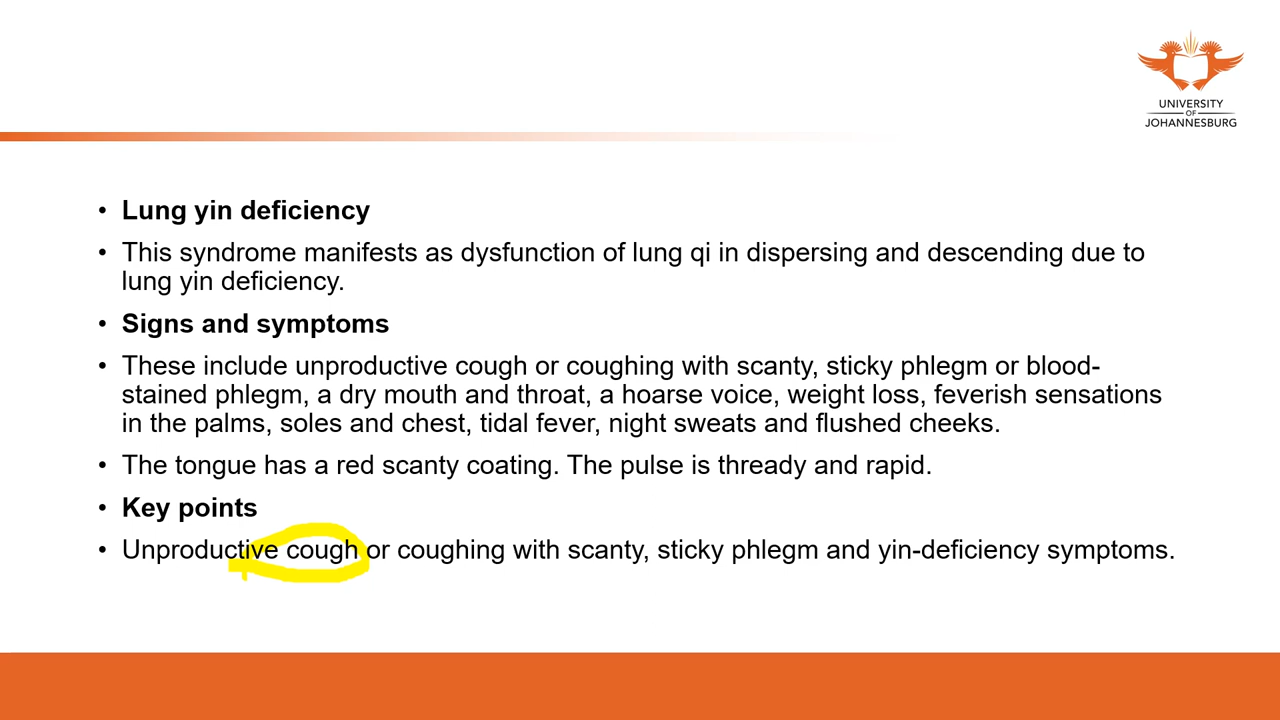 UNIVERSITY
OF
JOHANNESBURG
• Lung yin deficiency
• This syndrome manifests as dysfunction of lung qi in dispersing and descending due to
lung yin deficiency.
• Signs and symptoms
• These include unproductive cough or coughing with scanty, sticky phlegm or blood-
stained phlegm, a dry mouth and throat, a hoarse voice, weight loss, feverish sensations
in the palms, soles and chest, tidal fever, night sweats and flushed cheeks.
• The tongue has a red scanty coating. The pulse is thready and rapid.
• Key points
• Unproductive cough or coughing with scanty, sticky phlegm and yin-deficiency symptoms.